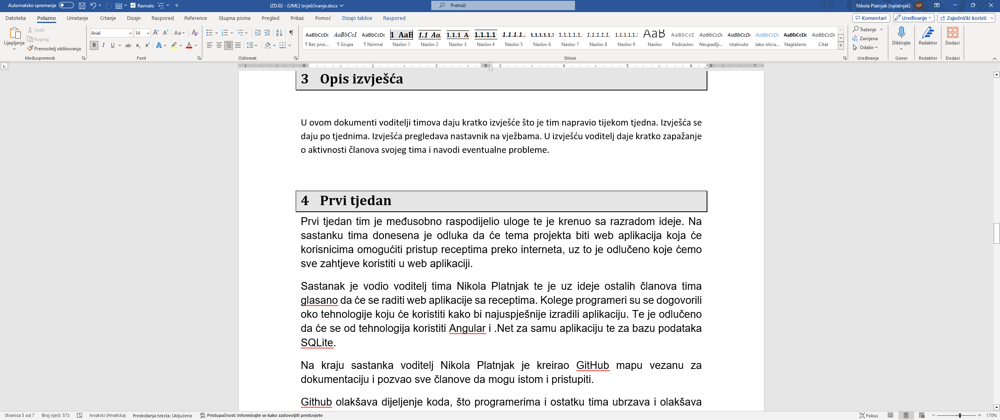 Automatsko spremanje
Ravnalo
IZD.02 - (UML) Izvješćivanje.docx
Pretraži
Nikola Platnjak (nplatnjak)
NP
Datoteka Polazno Umetanje Crtanje Dizajn Raspored Reference Skupna pisma Pregled Prikaz Pomoć Dizajn tablice Raspored
Komentari Uređivanje Zajednički koristi
Lijepljenje
Izreži
Kopiraj
Prenositelj oblikovanja
Međuspremnik
Arial 14
Font
Odlomak
AaBbCcDc AaBbCcI AaBbCcDc 1 AaB 1.1 Aa 1.1.1 Aa 1.1.1.1 1.1.1.1. 1.1.1.1.1.1 1.1.1.1.1. 1.1.1.1.1. 1.1.1.1.1.1 AaB AaBbCcD AaBbCcDc AaBbCcDc AaBbCcDc AaBbCcDc AaBbCcDc
¶ Bez pror... ¶ Grupa ¶ Normal Naslov 1 Naslov 2 Naslov 3 Naslov 4 Naslov 5 Naslov 6 Naslov 7 Naslov 8 Naslov 9 Naslov Podnaslov Neupadlji... Istaknuto Jako istica... Naglašeno Citat
Stilovi
Traženje
Zamjena
Odabir
Uređivanje
Diktirajte
Govor
Redaktor
Redaktor
Dodaci
Dodaci
1 1 2 3 4 5 6 7
3 Opis izvješća
U ovom dokumenti voditelji timova daju kratko izvješće što je tim napravio tijekom tjedna. Izvješća se
daju po tjednima. Izvješća pregledava nastavnik na vježbama. U izvješću voditelj daje kratko zapažanje
o aktivnosti članova svojeg tima i navodi eventualne probleme.
4 Prvi tjedan
Prvi tjedan tim je međusobno raspodijelio uloge te je krenuo sa razradom ideje. Na
sastanku tima donesena je odluka da će tema projekta biti web aplikacija koja će
korisnicima omogućiti pristup receptima preko interneta, uz to je odlučeno koje ćemo
sve zahtjeve koristiti u web aplikaciji.
Sastanak je vodio voditelj tima Nikola Platnjak te je uz ideje ostalih članova tima
glasano da će se raditi web aplikacije sa receptima. Kolege programeri su se dogovorili
oko tehnologije koju će koristiti kako bi najuspješnije izradili aplikaciju. Te je odlučeno
da će se od tehnologija koristiti Angular i .Net za samu aplikaciju te za bazu podataka
SQLite.
Na kraju sastanka voditelj Nikola Platnjak je kreirao GitHub mapu vezanu za
dokumentaciju i pozvao sve članove da mogu istom i pristupiti.
Github olakšava dijeljenje koda, što programerima i ostatku tima ubrzava i olakšava
Stranica 5 od 7 Broj riječi: 573 hrvatski (Hrvatska) Predviđanja teksta: Uključeno Pristupačnost: informirajte se kako zadovoljiti preduvjete
Fokus 170%